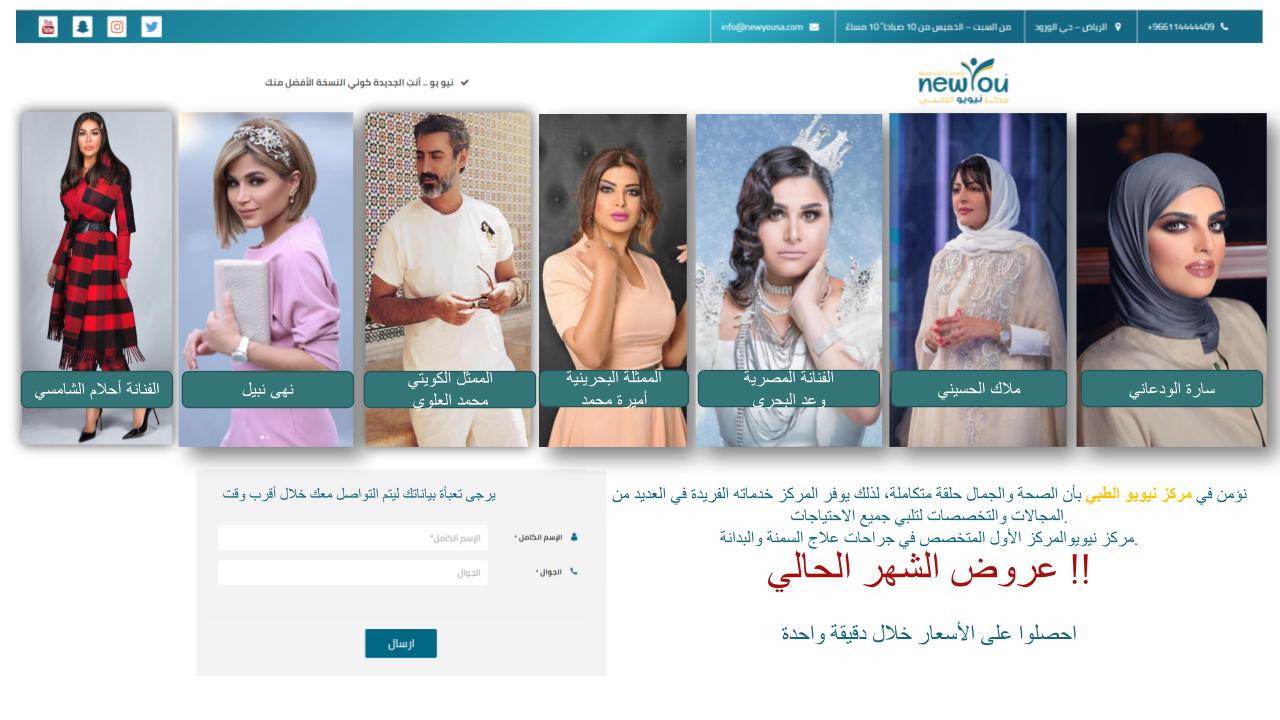 +966114444409
الرياض – حي الورود
من السبت – الخميس من 10 صباحاً 10 مساءً
info@newyousa.com
You Tube
Medical Center
newYou
مركز نيويو الطبي
نيو يو .. أنتِ الجديدة كوني النسخة الأفضل منك
سارة الودعاني
ملاك الحسيني
الفنانة المصرية
وعد البحري
الممثلة البحرينية
أميرة محمد
الممثل الكويتي
محمد العلوي
نهى نبيل
الفنانة أحلام الشامسي
نؤمن في مركز نيويو الطبي بأن الصحة والجمال حلقة متكاملة، لذلك يوفر المركز خدماته الفريدة في العديد من
المجالات والتخصصات لتلبي جميع الاحتياجات.
مركز نيويوالمركز الأول المتخصص في جراحات علاج السمنة والبدانة.
عروض الشهر الحالي !!
احصلوا على الأسعار خلال دقيقة واحدة
يرجى تعبأة بياناتك ليتم التواصل معك خلال أقرب وقت
الإسم الكامل *
الإسم الكامل*
الجوال *
الجوال
ارسال